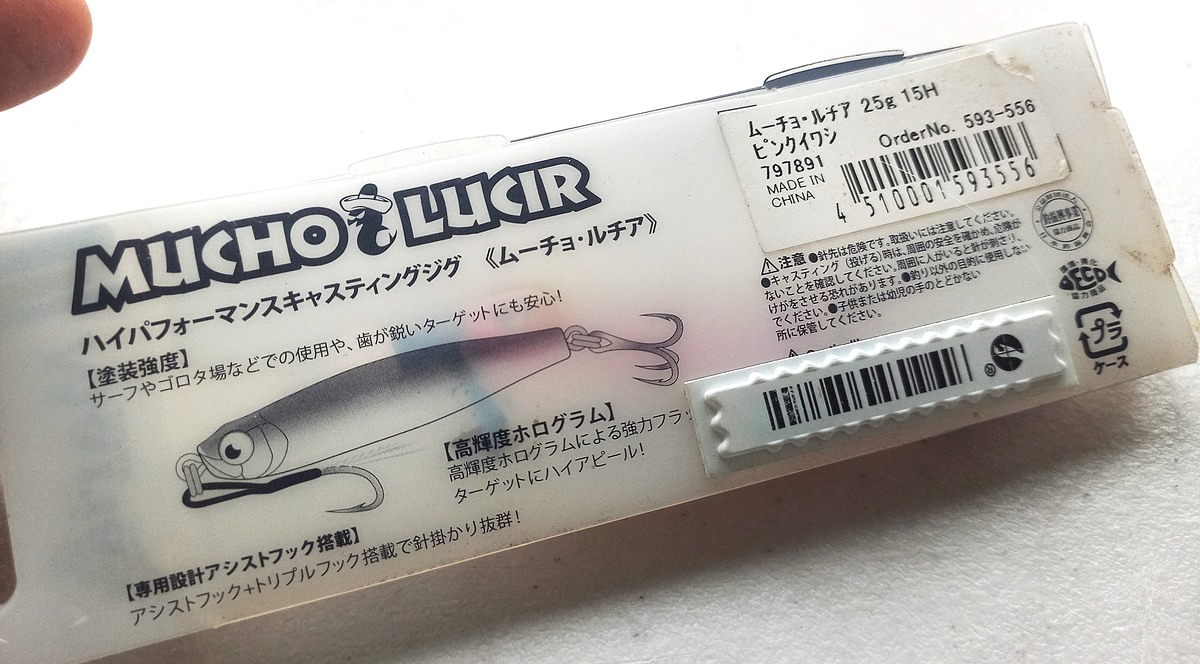 MUCHO LUCIR
ハイパフォーマンスキャスティングジグ 《ムーチョ・ルチア》
【塗装強度】
サーフやゴロタ場などでの使用や、歯が鋭いターゲットにも安心!
【高輝度ホログラム】
高輝度ホログラムによる強力フラッ
ターゲットにハイアピール!
【専用設計アシストフック搭載】
アシストフック+トリプルフック搭載で針掛かり抜群!
ムーチョ・ルチア 25g 15H
ピンクイワシ
OrderNo. 593-556
797891
MADE IN
CHINA
4 510001 593556
注意 ●針先は危険です。取扱いには注意してください。
●キャスティング(投げる)時は、周囲の安全を確かめ、危険が
ないことを確認してください。周囲に人がいると針が刺さり、
けがをさせる恐れがあります。●釣り以外の目的に使用しない
でください。●子供または幼児の手のとどかない
所に保管してください。
ECO
協力商品
プラ
ケース